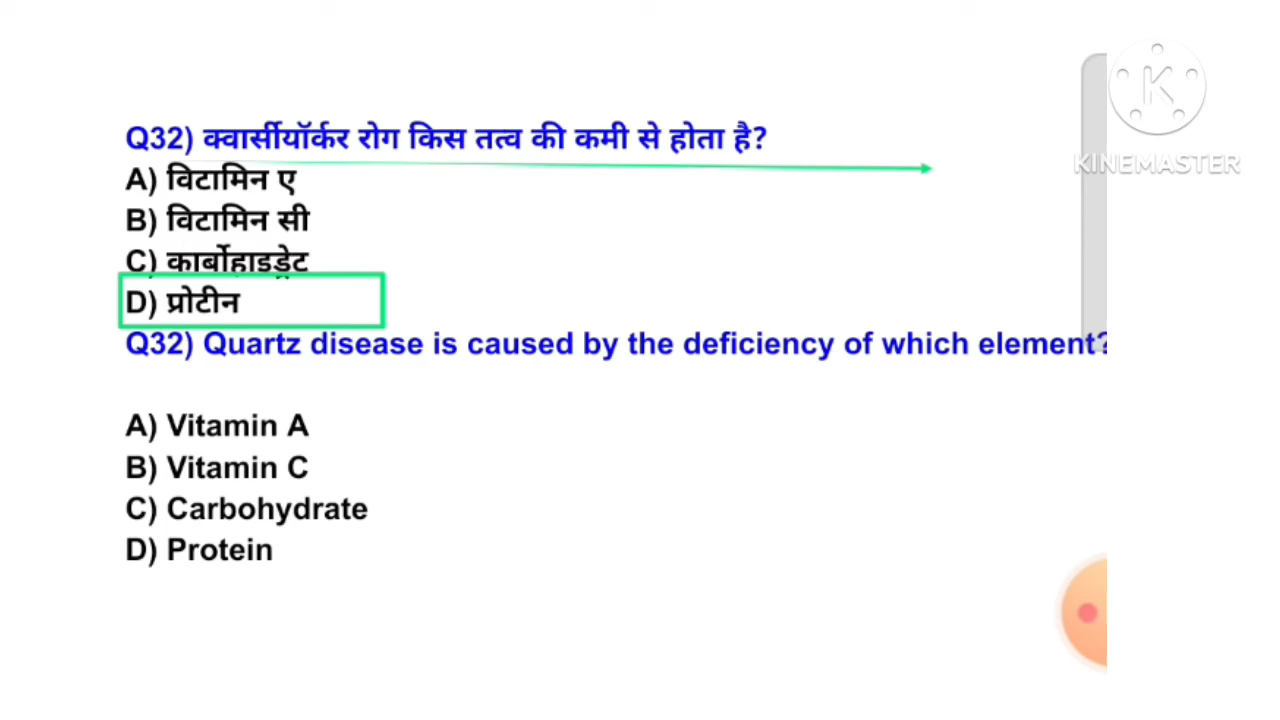 Q32) क्वार्सीयॉर्कर रोग किस तत्व की कमी से होता है?
A) विटामिन ए
B) विटामिन सी
C) कार्बोहाइड्रेट
D) प्रोटीन
Q32) Quartz disease is caused by the deficiency of which element?
A) Vitamin A
B) Vitamin C
C) Carbohydrate
D) Protein
K
KINEMASTER